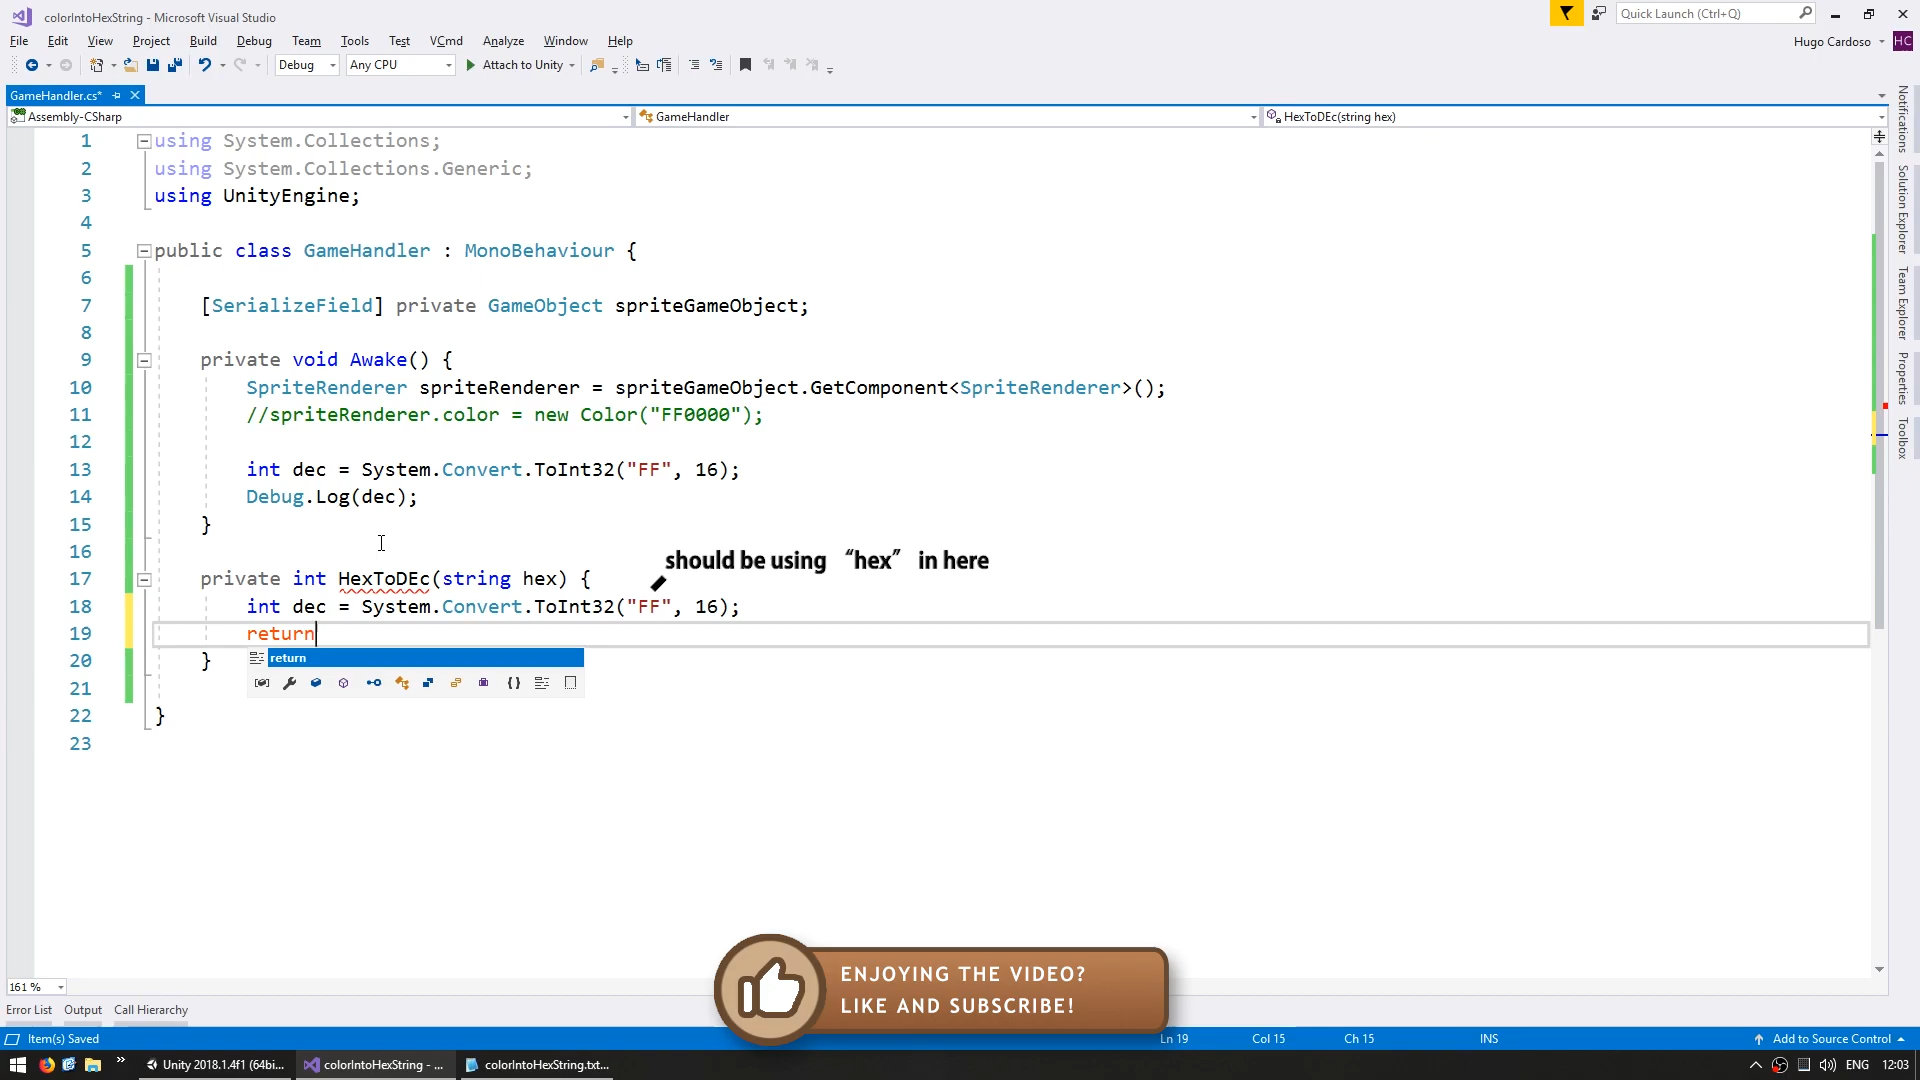 colorIntoHexString - Microsoft Visual Studio
Quick Launch (Ctrl+Q)
File Edit View Project Build Debug Team Tools Test VCmd Analyze Window Help
Hugo Cardoso HC
Debug Any CPU Attach to Unity
GameHandler.cs*
Assembly-CSharp GameHandler HexToDEc(string hex)
1 using System.Collections;
2 using System.Collections.Generic;
3 using UnityEngine;
4
5 public class GameHandler : MonoBehaviour {
6
7 [SerializeField] private GameObject spriteGameObject;
8
9 private void Awake() {
10 SpriteRenderer spriteRenderer = spriteGameObject.GetComponent<SpriteRenderer>();
11 //spriteRenderer.color = new Color("FF0000");
12
13 int dec = System.Convert.ToInt32("FF", 16);
14 Debug.Log(dec);
15 }
16
should be using “hex” in here
17 private int HexToDEc(string hex) {
18 int dec = System.Convert.ToInt32("FF", 16);
19 return
return
20 }
21
22 }
23
Notifications
Solution Explorer
Team Explorer
Properties
Toolbox
ENJOYING THE VIDEO?
LIKE AND SUBSCRIBE!
161 %
Error List Output Call Hierarchy
Item(s) Saved Ln 19 Col 15 Ch 15 INS Add to Source Control
Unity 2018.1.4f1 (64bi... colorIntoHexString - ... colorIntoHexString.txt... ENG 12:03